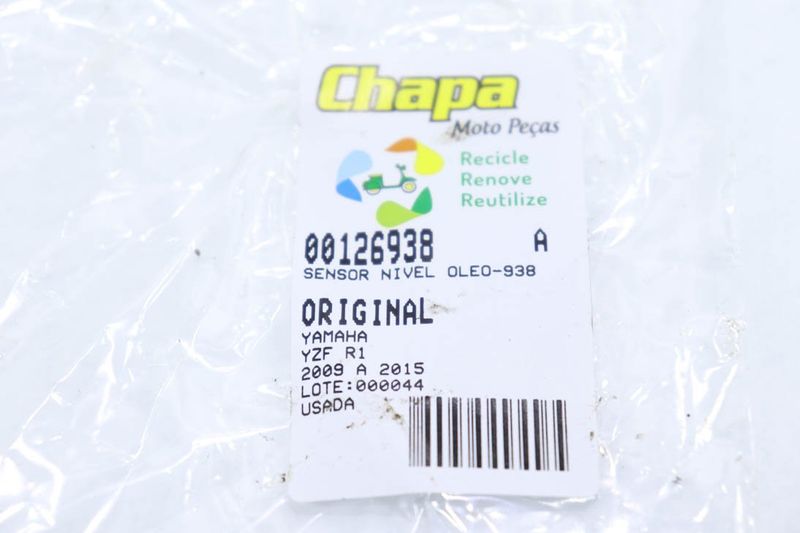 Chapa
Moto Peças
Recicle
Renove
Reutilize
00126938 A
SENSOR NIVEL OLEO-938
ORIGINAL
YAMAHA
YZF R1
2009 A 2015
LOTE:000044
USADA